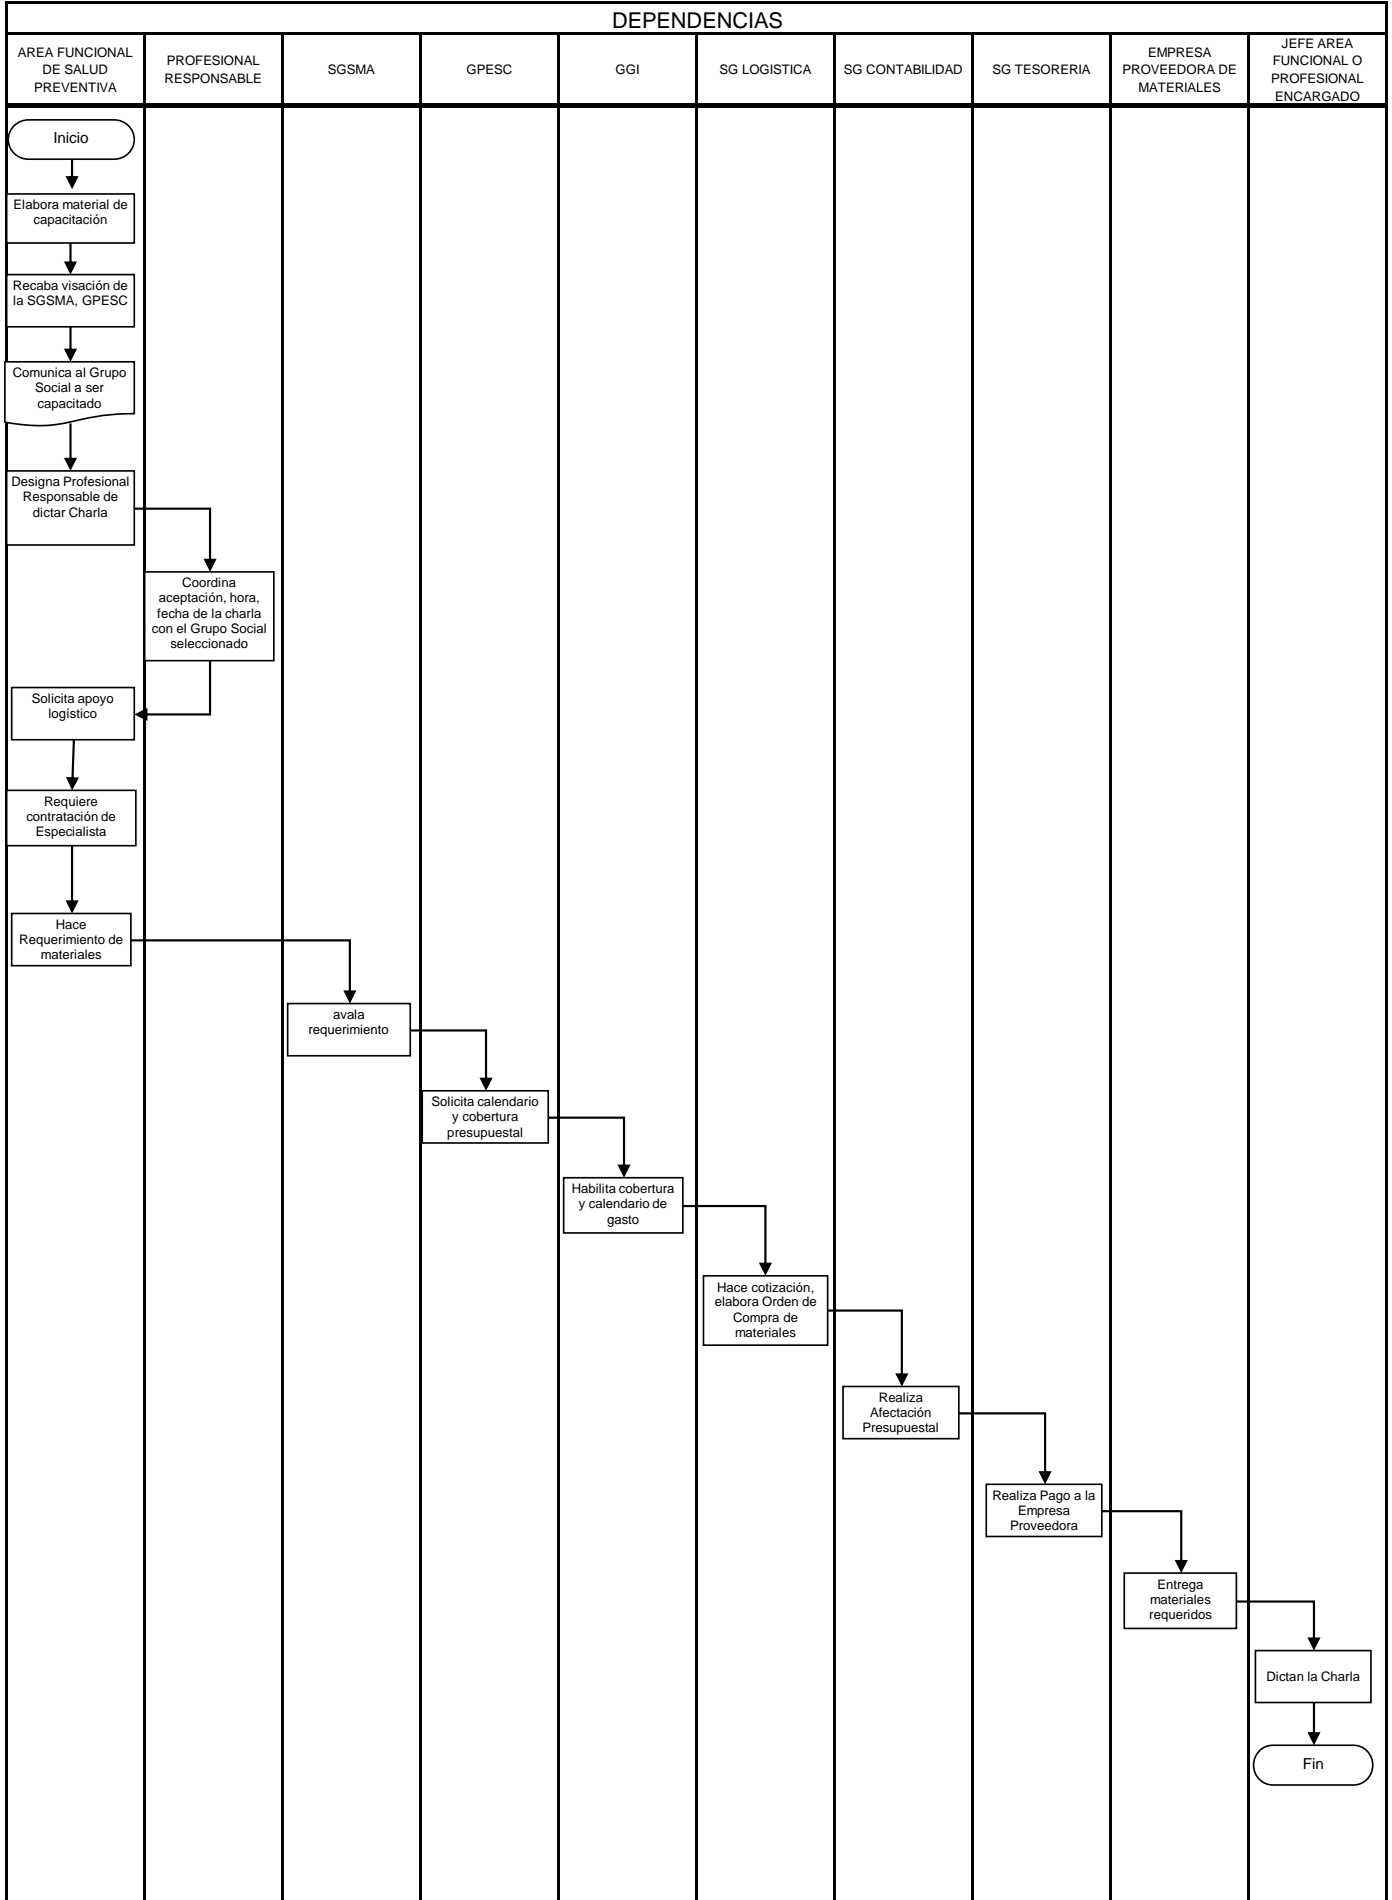 DEPENDENCIAS
AREA FUNCIONAL
DE SALUD
PREVENTIVA
PROFESIONAL
RESPONSABLE
SGSMA
GPESC
GGI
SG LOGISTICA
SG CONTABILIDAD
SG TESORERIA
EMPRESA
PROVEEDORA DE
MATERIALES
JEFE AREA
FUNCIONAL O
PROFESIONAL
ENCARGADO
Inicio
Elabora material de
capacitación
Recaba visación de
la SGSMA, GPESC
Comunica al Grupo
Social a ser
capacitado
Designa Profesional
Responsable de
dictar Charla
Coordina
aceptación, hora,
fecha de la charla
con el Grupo Social
seleccionado
Solicita apoyo
logístico
Requiere
contratación de
Especialista
Hace
Requerimiento de
materiales
avala
requerimiento
Solicita calendario
y cobertura
presupuestal
Habilita cobertura
y calendario de
gasto
Hace cotización,
elabora Orden de
Compra de
materiales
Realiza
Afectación
Presupuestal
Realiza Pago a la
Empresa
Proveedora
Entrega
materiales
requeridos
Dictan la Charla
Fin